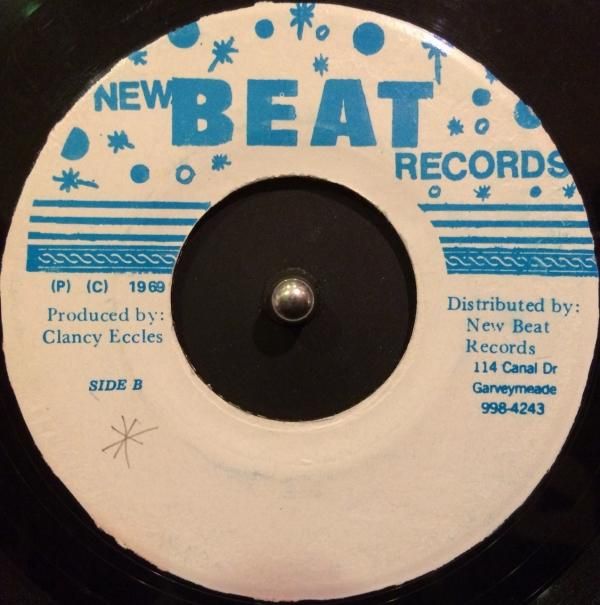 NEW BEAT
RECORDS
(P) (C) 1969
Produced by:
Clancy Eccles
SIDE B
Distributed by:
New Beat
Records
114 Canal Dr
Garveymeade
998-4243